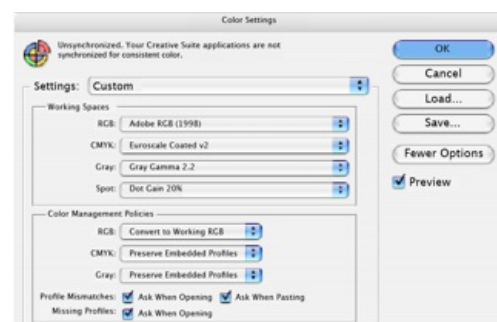 Color Settings
Unsynchronized. Your Creative Suite applications are not
synchronized for consistent color.
OK
Cancel
Load...
Save...
Fewer Options
Preview
Settings: Custom
Working Spaces
RGB: Adobe RGB (1998)
CMYK: Euroscale Coated v2
Gray: Gray Gamma 2.2
Spot: Dot Gain 20%
Color Management Policies
RGB: Convert to Working RGB
CMYK: Preserve Embedded Profiles
Gray: Preserve Embedded Profiles
Profile Mismatches: Ask When Opening Ask When Pasting
Missing Profiles: Ask When Opening